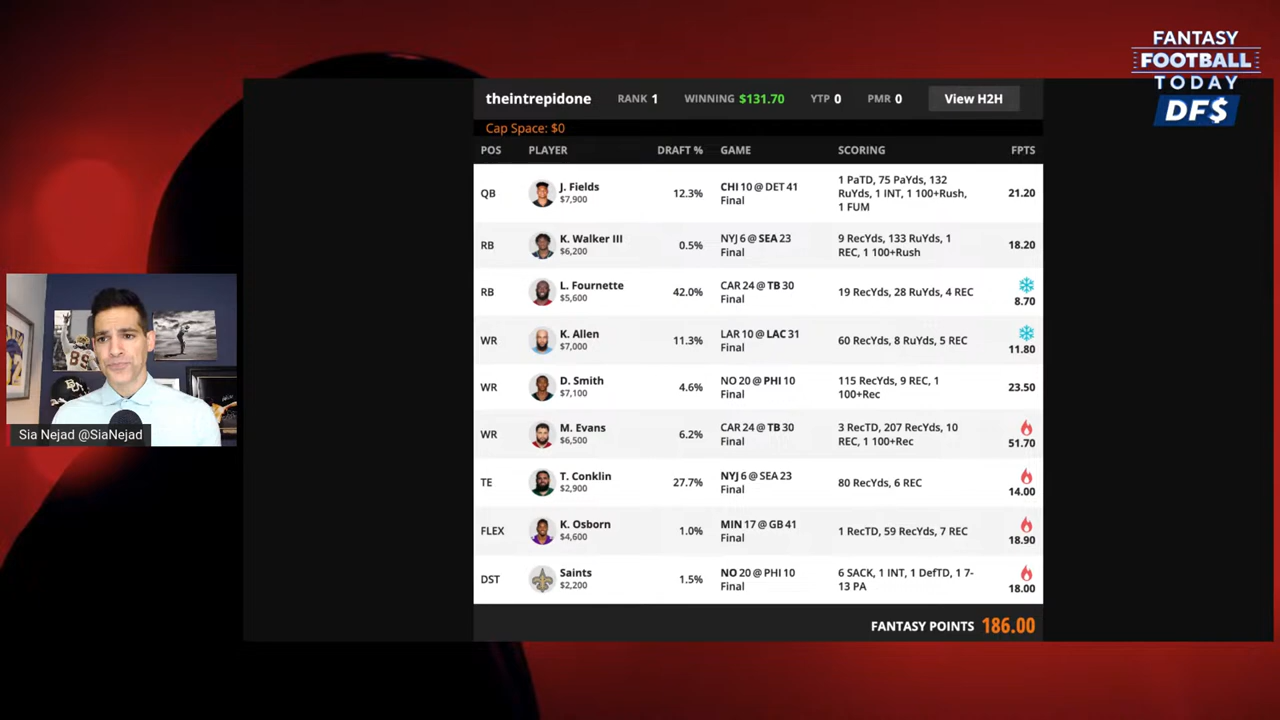 FANTASY
FOOTBALL
TODAY
DF$
theintrepidone RANK 1 WINNING $131.70 YTP 0 PMR 0 View H2H
Cap Space: $0
POS PLAYER DRAFT % GAME SCORING FPTS
QB J. Fields $7,900 12.3% CHI 10 @ DET 41 Final 1 PaTD, 75 PaYds, 132
RuYds, 1 INT, 1 100+Rush,
1 FUM 21.20
RB K. Walker III $6,200 0.5% NYJ 6 @ SEA 23 Final 9 RecYds, 133 RuYds, 1
REC, 1 100+Rush 18.20
RB L. Fournette $5,600 42.0% CAR 24 @ TB 30 Final 19 RecYds, 28 RuYds, 4 REC 8.70
WR K. Allen $7,000 11.3% LAR 10 @ LAC 31 Final 60 RecYds, 8 RuYds, 5 REC 11.80
WR D. Smith $7,100 4.6% NO 20 @ PHI 10 Final 115 RecYds, 9 REC, 1
100+Rec 23.50
WR M. Evans $6,500 6.2% CAR 24 @ TB 30 Final 3 RecTD, 207 RecYds, 10
REC, 1 100+Rec 51.70
TE T. Conklin $2,900 27.7% NYJ 6 @ SEA 23 Final 80 RecYds, 6 REC 14.00
FLEX K. Osborn $4,600 1.0% MIN 17 @ GB 41 Final 1 RecTD, 59 RecYds, 7 REC 18.90
DST Saints $2,200 1.5% NO 20 @ PHI 10 Final 6 SACK, 1 INT, 1 DefTD, 1 7-
13 PA 18.00
FANTASY POINTS 186.00
89
Sia Nejad @SiaNejad